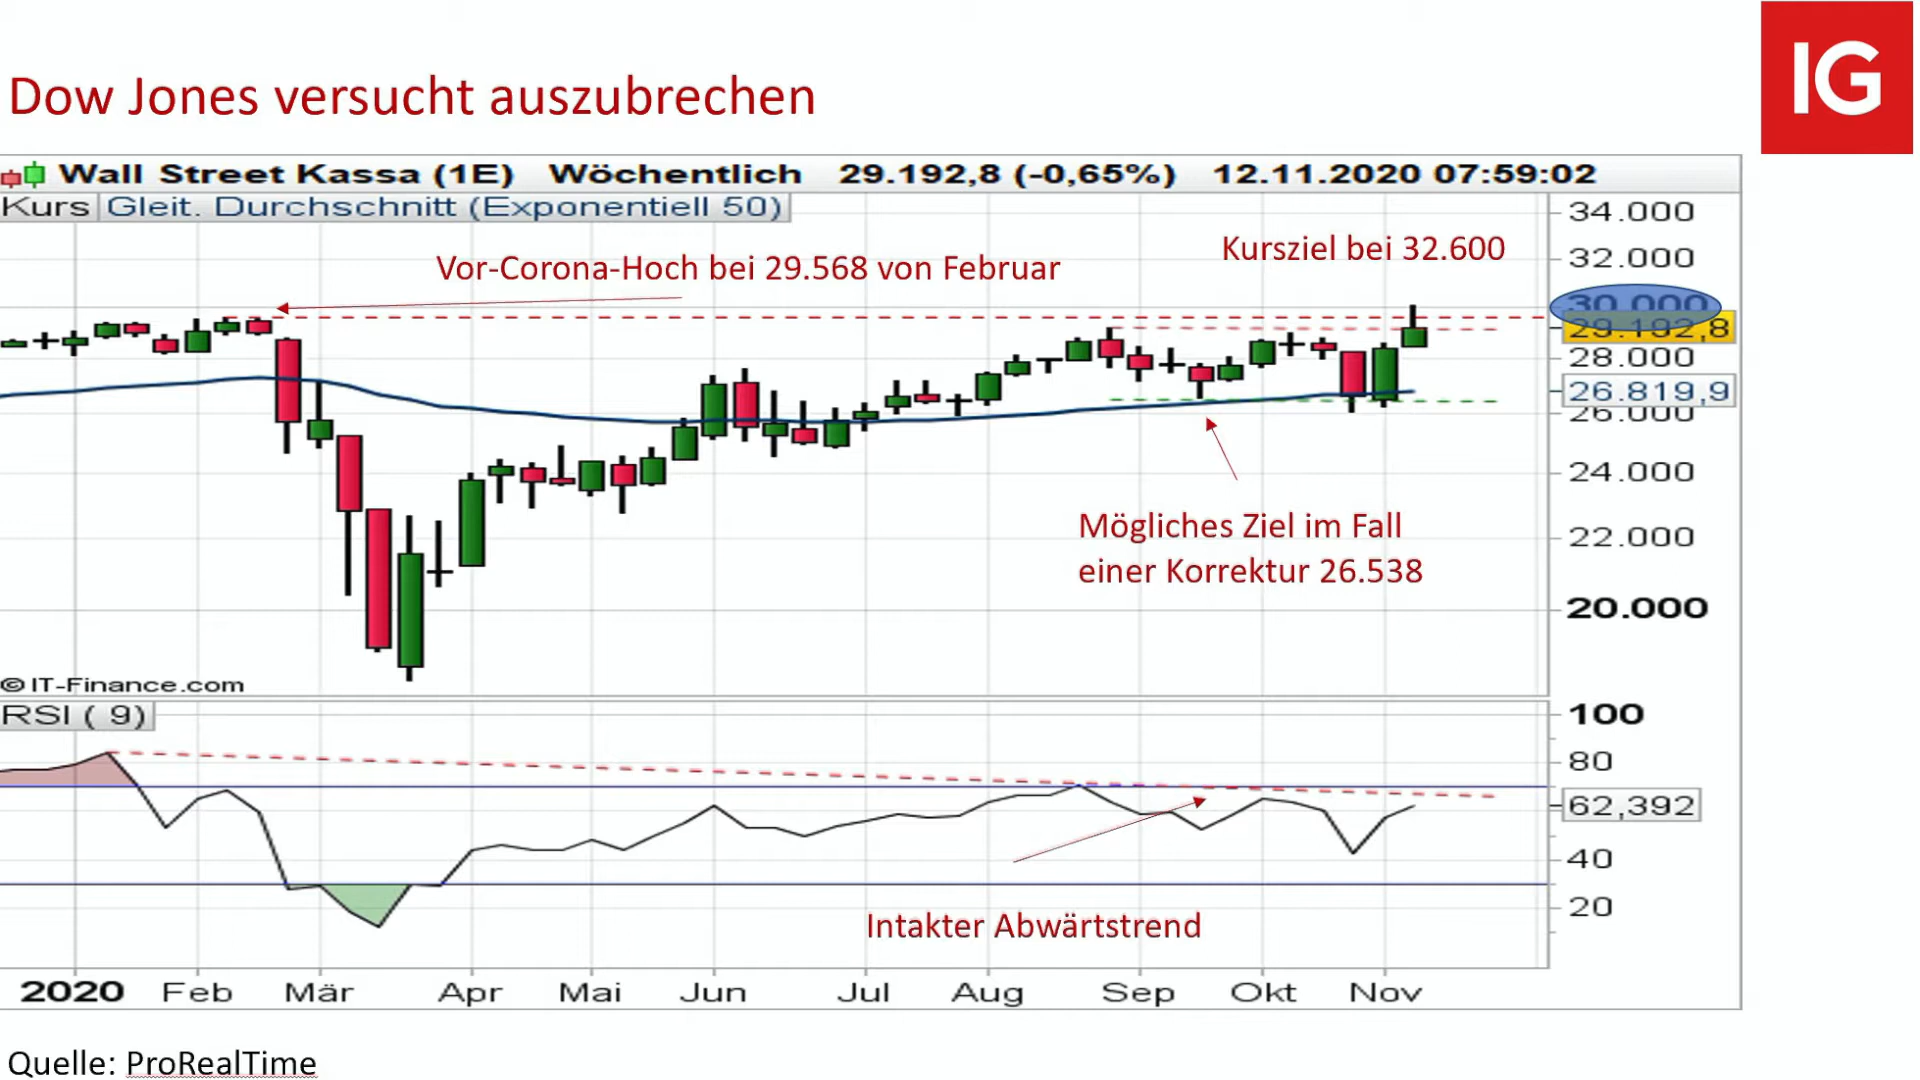 IG
Dow Jones versucht auszubrechen
Wall Street Kassa (1E) Wöchentlich 29.192,8 (-0,65%) 12.11.2020 07:59:02
Kurs Gleit. Durchschnitt (Exponentiell 50)
34.000
Kursziel bei 32.600
Vor-Corona-Hoch bei 29.568 von Februar
32.000
30.000
29.192,8
28.000
26.819,9
26.000
24.000
Mögliches Ziel im Fall
einer Korrektur 26.538
22.000
20.000
© IT-Finance.com
RSI ( 9)
100
80
62,392
40
20
Intakter Abwärtstrend
2020 Feb Mär Apr Mai Jun Jul Aug Sep Okt Nov
Quelle: ProRealTime